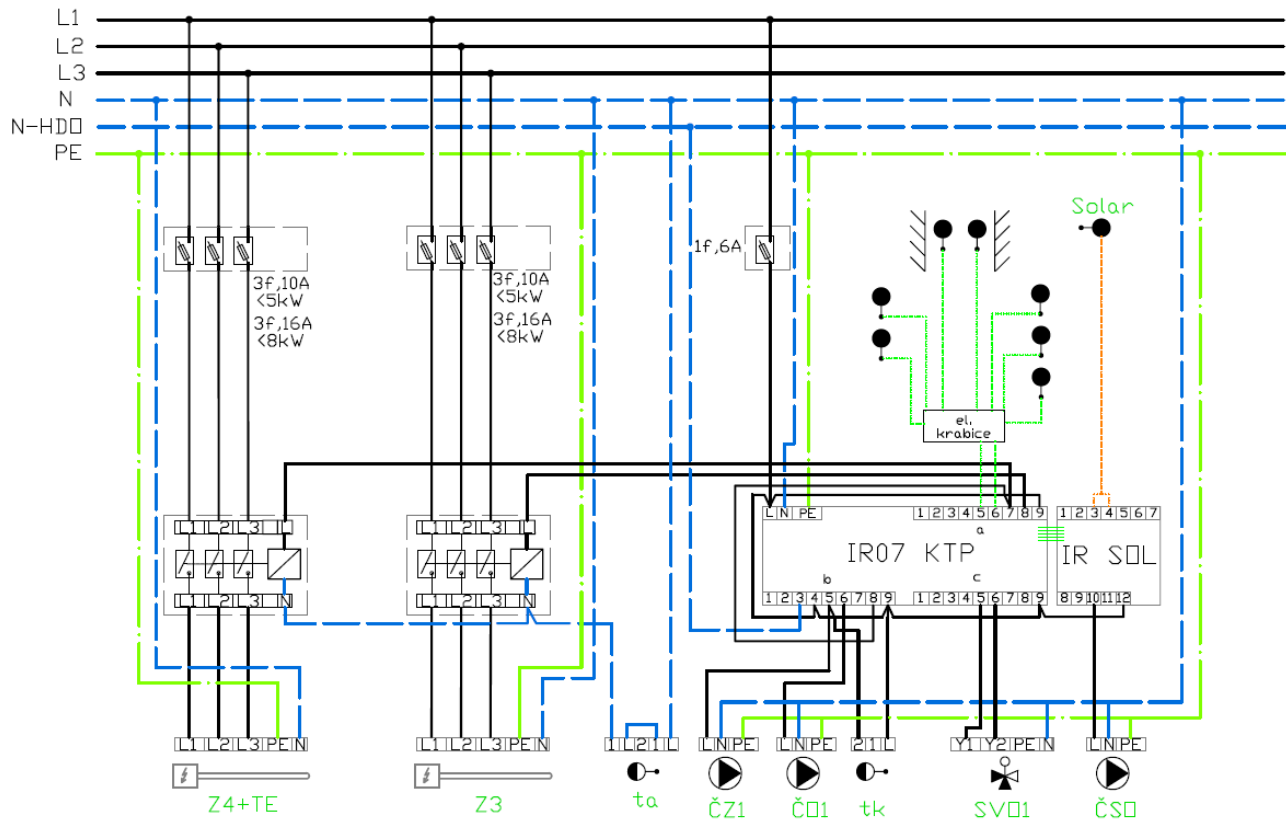 L1
L2
L3
N
N-HDO
PE
Solar
1f,6A
3f,10A
<5kW
3f,16A
<8kW
3f,10A
<5kW
3f,16A
<8kW
el.
krabice
L1 L2 L3 L
L1 L2 L3 L
L N PE
1 2 3 4 5 6 7 8 9
1 2 3 4 5 6 7
a
IR07 KTP
IR SOL
b
c
L1 L2 L3 N
L1 L2 L3 N
1 2 3 4 5 6 7 8 9
1 2 3 4 5 6 7 8 9
8 9 10 11 12
L1 L2 L3 PE N
L1 L2 L3 PE N
1 L 2 1 L
L N PE
L N PE
2 1 L
Y1 Y2 PE N
L N PE
Z4+TE
Z3
ta
ČZ1
ČO1
tk
SVO1
ČSO